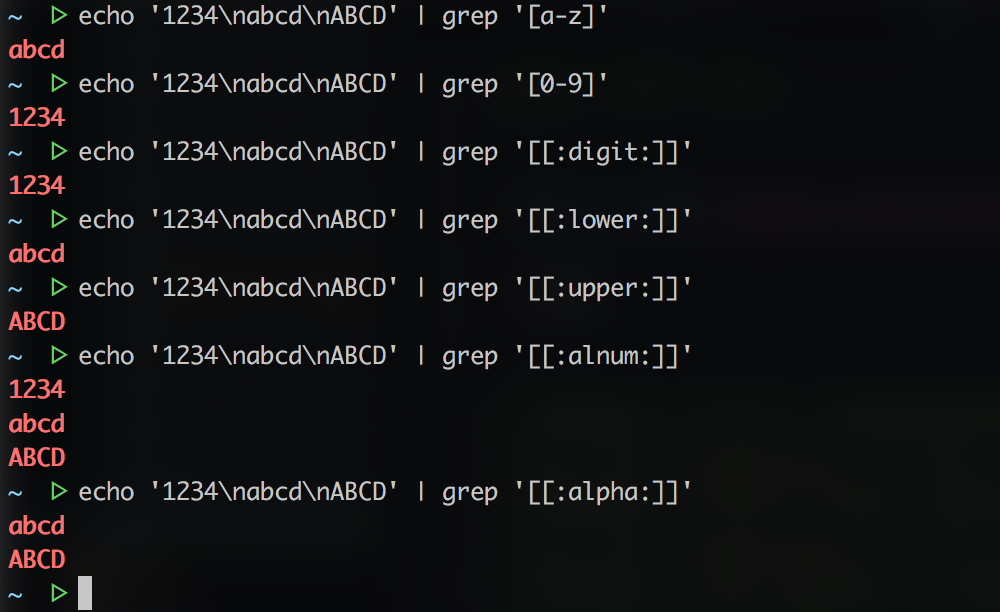 ~ ▷ echo '1234\nabcd\nABCD' | grep '[a-z]'
abcd
~ ▷ echo '1234\nabcd\nABCD' | grep '[0-9]'
1234
~ ▷ echo '1234\nabcd\nABCD' | grep '[[:digit:]]'
1234
~ ▷ echo '1234\nabcd\nABCD' | grep '[[:lower:]]'
abcd
~ ▷ echo '1234\nabcd\nABCD' | grep '[[:upper:]]'
ABCD
~ ▷ echo '1234\nabcd\nABCD' | grep '[[:alnum:]]'
1234
abcd
ABCD
~ ▷ echo '1234\nabcd\nABCD' | grep '[[:alpha:]]'
abcd
ABCD
~ ▷